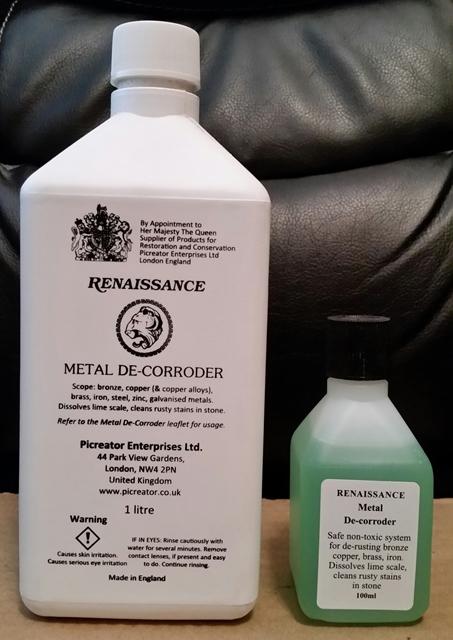 By Appointment to
Her Majesty The Queen
Supplier of Products for
Restoration and Conservation
Picreator Enterprises Ltd
London England
RENAISSANCE
METAL DE-CORRODER
Scope: bronze, copper (& copper alloys),
brass, iron, steel, zinc, galvanised metals.
Dissolves lime scale, cleans rusty stains in stone.
Refer to the Metal De-Corroder leaflet for usage.
Picreator Enterprises Ltd.
44 Park View Gardens,
London, NW4 2PN
United Kingdom
www.picreator.co.uk
1 litre
Warning
Causes skin irritation.
Causes serious eye irritation
IF IN EYES: Rinse cautiously with
water for several minutes. Remove
contact lenses, if present and easy
to do. Continue rinsing.
Made in England
RENAISSANCE
Metal
De-corroder
Safe non-toxic system
for de-rusting bronze
copper, brass, iron.
Dissolves lime scale,
cleans rusty stains
in stone
100ml